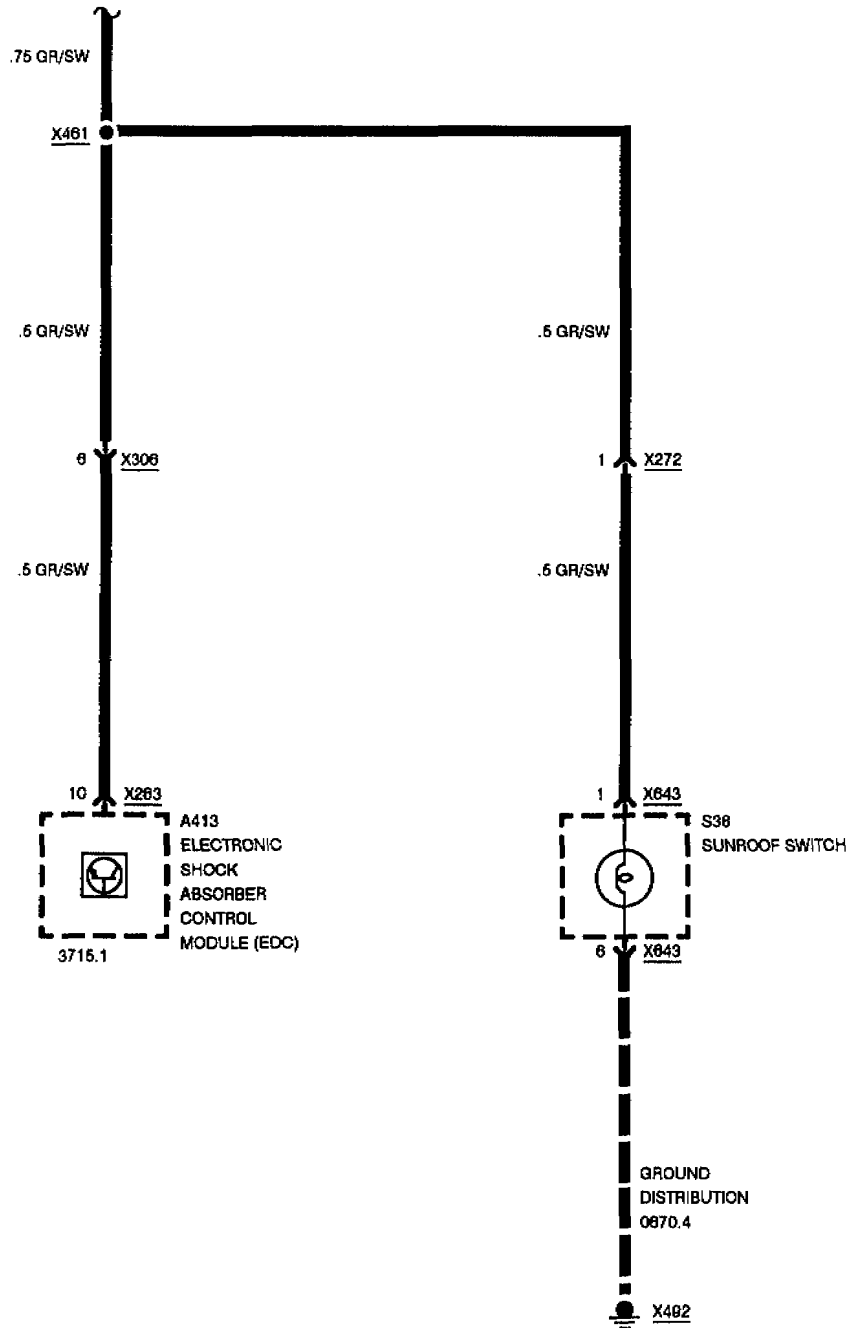 .75 GR/SW
X461
.5 GR/SW
.5 GR/SW
6
X306
1
X272
.5 GR/SW
.5 GR/SW
10
X263
1
X643
A413
ELECTRONIC
SHOCK
ABSORBER
CONTROL
MODULE (EDC)
3715.1
S36
SUNROOF SWITCH
6
X643
GROUND
DISTRIBUTION
0670.4
X492